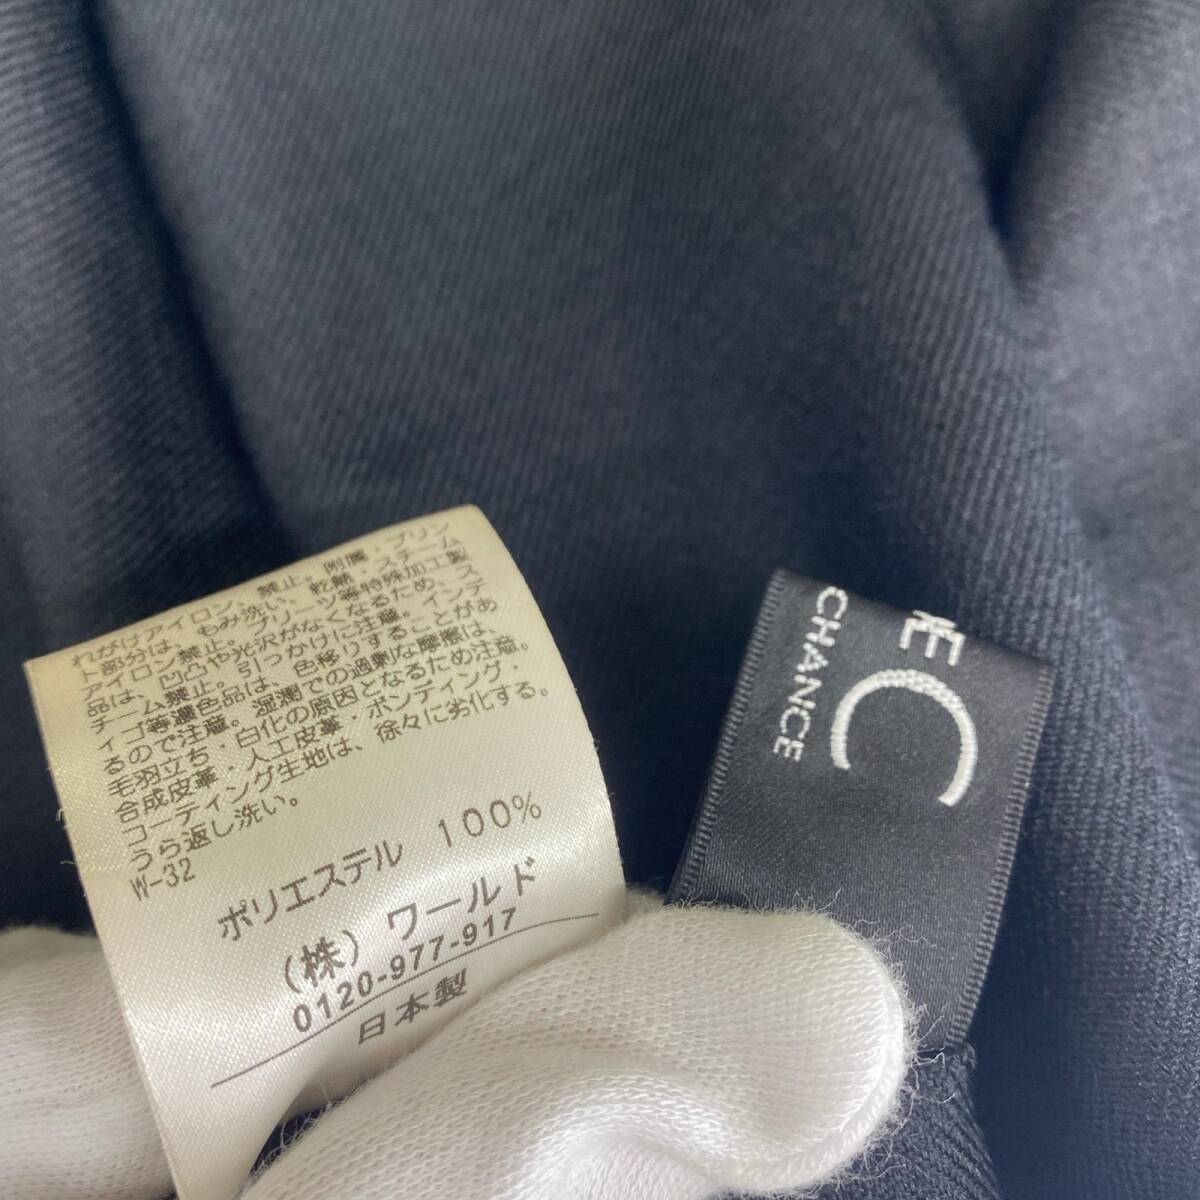 れがけアイロン。禁止。附属・プリン
ト部分は、もみ洗い、乾燥・スチーム
アイロン禁止。プリーツ等特殊加工製
品は、凹凸や光沢がなくなるため、ス
チーム禁止。引っかけに注意。インデ
ィゴ等濃色品は、色移りすることがあ
るので注意。湿潤での過剰な摩擦は、
毛羽立ち・白化の原因となるため注意。
合成皮革・人工皮革・ボンディング・
コーティング生地は、徐々に劣化する。
うら返し洗い。
W-32
ポリエステル 100%
(株) ワールド
0120-977-917
日本製
C
CHANCE